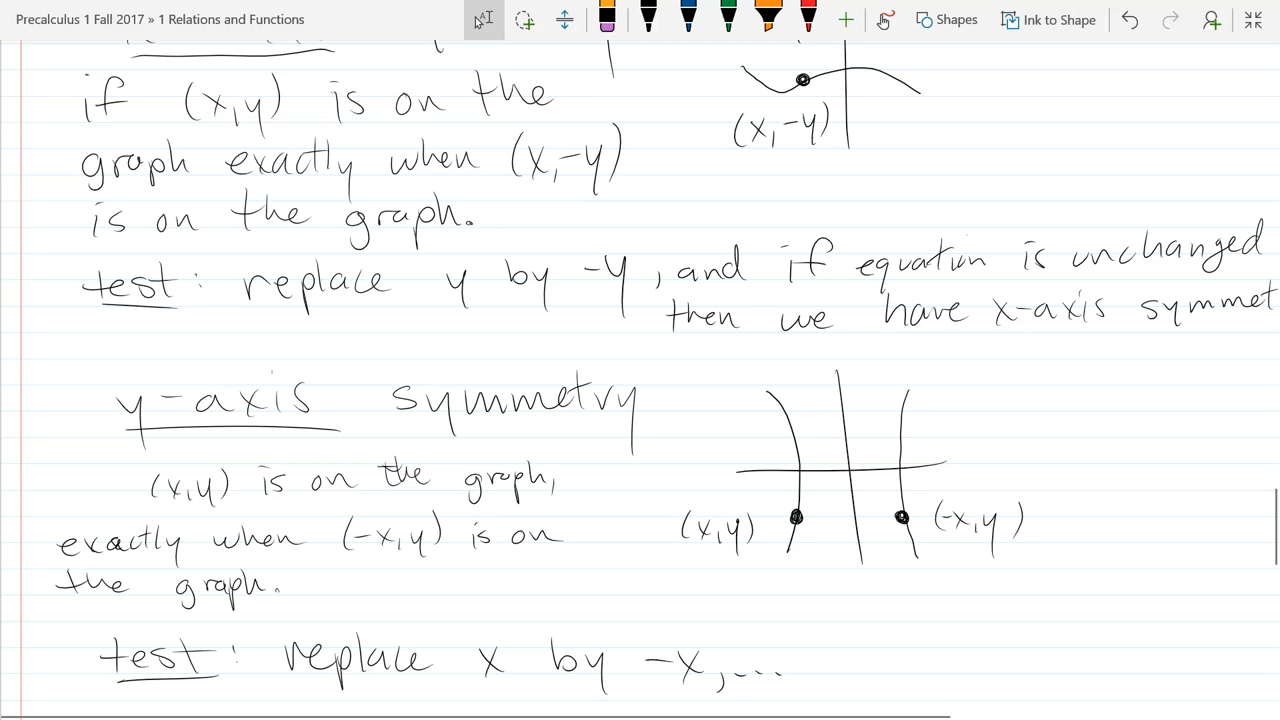 Precalculus 1 Fall 2017 » 1 Relations and Functions
Shapes
Ink to Shape
if (x,y) is on the
graph exactly when (x,-y)
is on the graph.
(x,-y)
test: replace y by -y, and if equation is unchanged
then we have x-axis symmet
y-axis symmetry
(x,y) is on the graph,
exactly when (-x,y) is on
the graph.
(x,y)
(-x,y)
test: replace x by -x,...